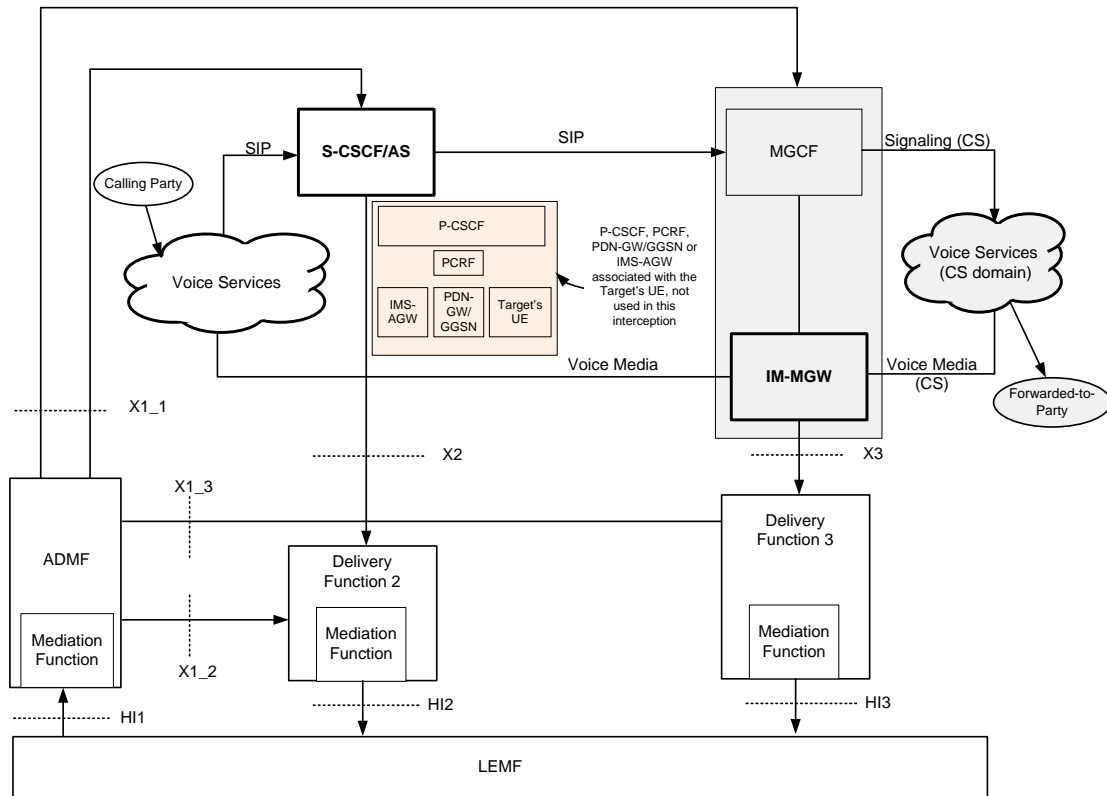 SIP
S-CSCF/AS
SIP
MGCF
Signaling (CS)
Calling Party
P-CSCF
PCRF
IMS-
AGW
PDN-
GW/
GGSN
Target's
UE
P-CSCF, PCRF,
PDN-GW/GGSN or
IMS-AGW
associated with the
Target's UE, not
used in this
interception
Voice Services
Voice Services
(CS domain)
Voice Media
IM-MGW
Voice Media
(CS)
Forwarded-to-
Party
X1_1
X2
X3
X1_3
ADMF
Delivery
Function 2
Delivery
Function 3
Mediation
Function
Mediation
Function
Mediation
Function
X1_2
HI1
HI2
HI3
LEMF